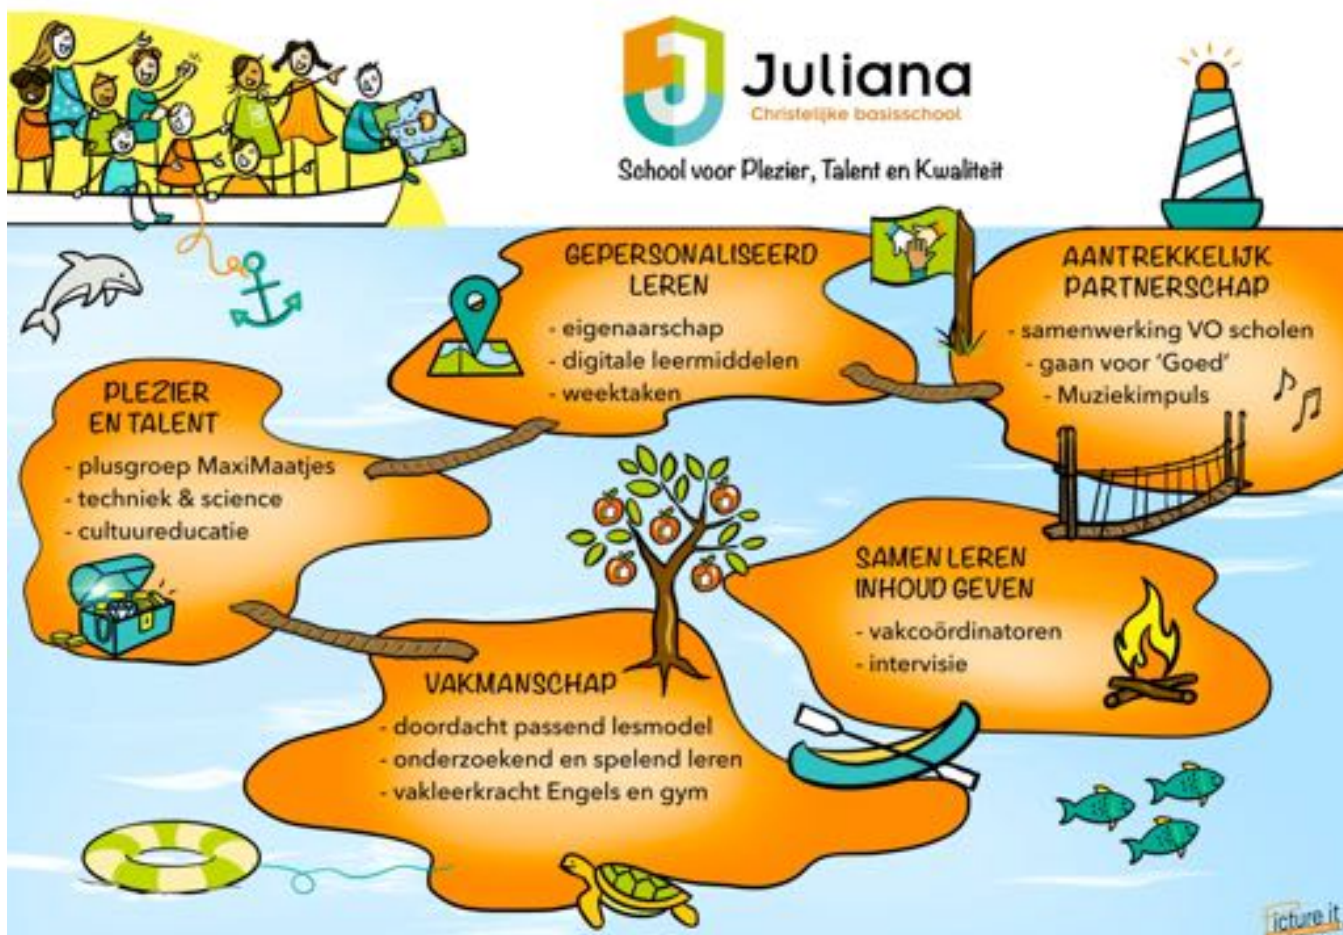 Juliana
Christelijke basisschool
School voor Plezier, Talent en Kwaliteit
GEPERSONALISEERD
LEREN
- eigenaarschap
- digitale leermiddelen
- weektaken
AANTREKKELIJK
PARTNERSCHAP
- samenwerking VO scholen
- gaan voor 'Goed'
- Muziekimpuls
PLEZIER
EN TALENT
- plusgroep MaxiMaatjes
- techniek & science
- cultuureducatie
SAMEN LEREN
INHOUD GEVEN
- vakcoördinatoren
- intervisie
VAKMANSCHAP
- doordacht passend lesmodel
- onderzoekend en spelend leren
- vakleerkracht Engels en gym
icture it